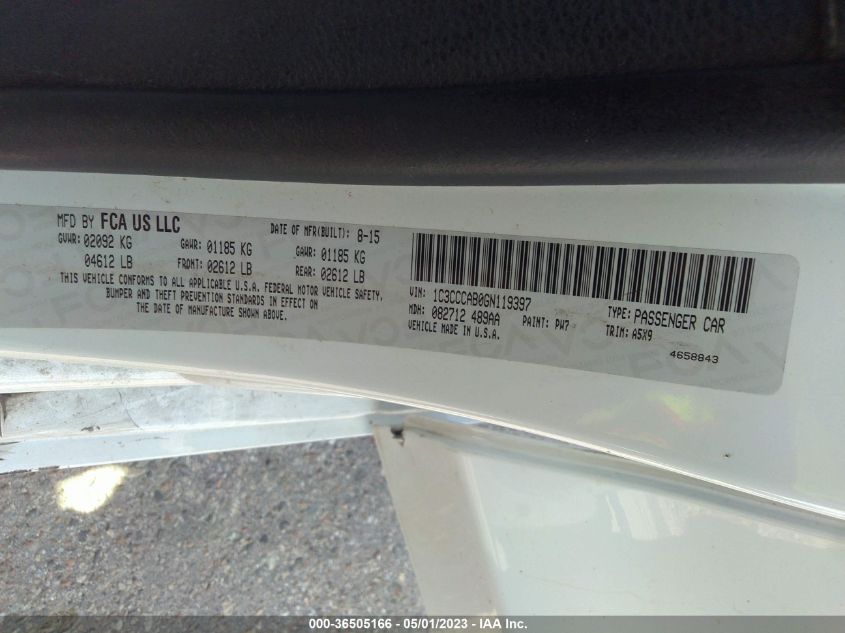 MFD BY FCA US LLC
DATE OF MFR(BUILT): 8-15
GVWR: 02092 KG GAWR: 01185 KG GAWR: 01185 KG
04612 LB FRONT: 02612 LB REAR: 02612 LB
THIS VEHICLE CONFORMS TO ALL APPLICABLE U.S.A. FEDERAL MOTOR VEHICLE SAFETY,
BUMPER AND THEFT PREVENTION STANDARDS IN EFFECT ON
THE DATE OF MANUFACTURE SHOWN ABOVE.
VIN: 1C3CCCAB0GN119397 TYPE: PASSENGER CAR
MDH: 082712 489AA PAINT: PW7 TRIM: A5X9
VEHICLE MADE IN U.S.A.
4658843
000-36505166 - 05/01/2023 - IAA Inc.